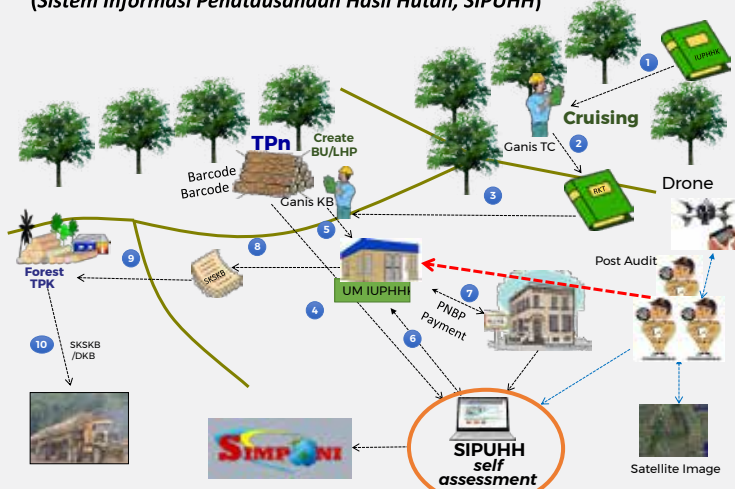 (Sistem Informasi Penatausahaan Hasil Hutan, SIPUHH)
1
IUPHHK
Cruising
Ganis TC
2
TPn
Create
BU/LHP
Barcode
Barcode
Ganis KB
3
RKT
Drone
Post Audit
5
8
9
SKSKB
Forest
TPK
UM IUPHHK
7
PNBP
Payment
4
6
10
SKSKB
/DKB
SIMPONI
SIPUHH
self
assessment
Satellite Image